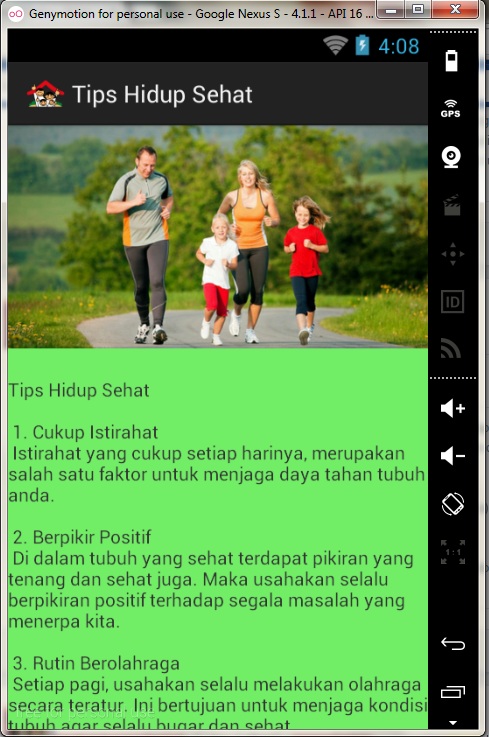 Genymotion for personal use - Google Nexus S - 4.1.1 - API 16 ...
4:08
Tips Hidup Sehat
GPS
ID
1:1
Tips Hidup Sehat
1. Cukup Istirahat
Istirahat yang cukup setiap harinya, merupakan
salah satu faktor untuk menjaga daya tahan tubuh
anda.
2. Berpikir Positif
Di dalam tubuh yang sehat terdapat pikiran yang
tenang dan sehat juga. Maka usahakan selalu
berpikiran positif terhadap segala masalah yang
menerpa kita.
3. Rutin Berolahraga
Setiap pagi, usahakan selalu melakukan olahraga
secara teratur. Ini bertujuan untuk menjaga kondisi
tubuh agar selalu bugar dan sehat
free for personal use